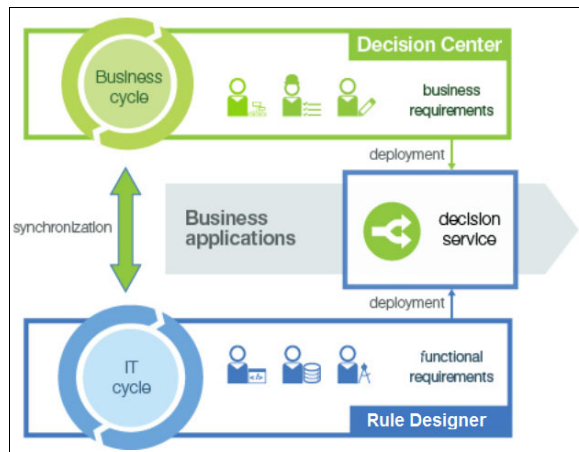 Decision Center
Business
cycle
business
requirements
deployment
synchronization
Business
applications
decision
service
deployment
IT
cycle
</>
functional
requirements
Rule Designer